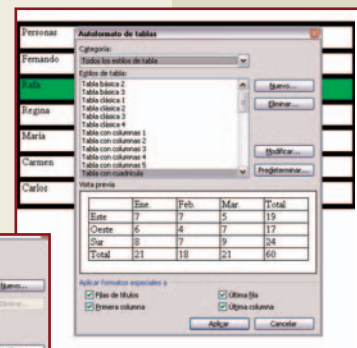 Personas
Fernando
Rafa
Regina
María
Carmen
Carlos
Autoformato de tablas
Categoría:
Todos los estilos de tabla
Estilos de tabla:
Tabla básica 2
Tabla básica 3
Tabla clásica 1
Tabla clásica 2
Tabla clásica 3
Tabla clásica 4
Tabla con columnas 1
Tabla con columnas 2
Tabla con columnas 3
Tabla con columnas 4
Tabla con columnas 5
Tabla con cuadrícula
Nuevo...
Eliminar...
Modificar...
Predeterminar...
Vista previa
Ene Feb Mar Total
Este 7 7 5 19
Oeste 6 4 7 17
Sur 8 7 9 24
Total 21 18 21 60
Aplicar formatos especiales a
Filas de títulos
Última fila
Primera columna
Última columna
Aplicar
Cancelar
Nuevo...
Eliminar...